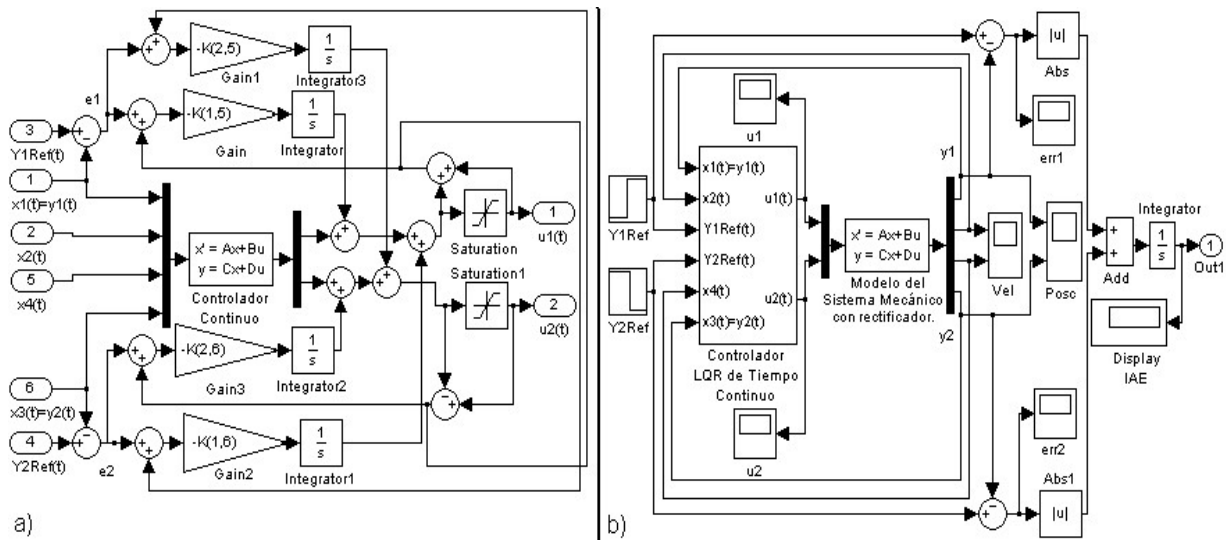 -K(2,5)
Gain1
1
s
Integrator3
e1
-K(1,5)
Gain
1
s
Integrator
3
Y1Ref(t)
1
x1(t)=y1(t)
2
x2(t)
5
x4(t)
x' = Ax+Bu
y = Cx+Du
Controlador
Continuo
Saturation
1
u1(t)
Saturation1
2
u2(t)
-K(2,6)
Gain3
1
s
Integrator2
6
x3(t)=y2(t)
4
Y2Ref(t)
e2
-K(1,6)
Gain2
1
s
Integrator1
a)
|u|
Abs
err1
u1
y1
Y1Ref
Y2Ref
x1(t)=y1(t)
x2(t)
Y1Ref(t)
Y2Ref(t)
x4(t)
x3(t)=y2(t)
u1(t)
u2(t)
Controlador
LQR de Tiempo
Continuo
x' = Ax+Bu
y = Cx+Du
Modelo del
Sistema Mecánico
con rectificador.
y2
Vel
Posc
+
+
Add
Integrator
1
s
1
Out1
Display
IAE
u2
err2
Abs1
|u|
b)